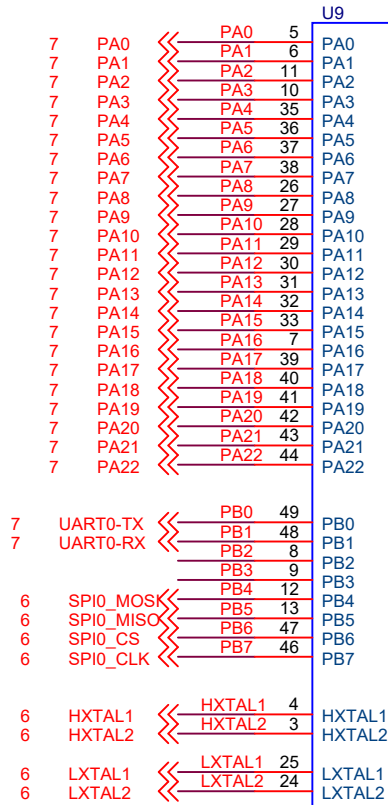 U9
7 PA0 PA0 5 PA0
7 PA1 PA1 6 PA1
7 PA2 PA2 11 PA2
7 PA3 PA3 10 PA3
7 PA4 PA4 35 PA4
7 PA5 PA5 36 PA5
7 PA6 PA6 37 PA6
7 PA7 PA7 38 PA7
7 PA8 PA8 26 PA8
7 PA9 PA9 27 PA9
7 PA10 PA10 28 PA10
7 PA11 PA11 29 PA11
7 PA12 PA12 30 PA12
7 PA13 PA13 31 PA13
7 PA14 PA14 32 PA14
7 PA15 PA15 33 PA15
7 PA16 PA16 7 PA16
7 PA17 PA17 39 PA17
7 PA18 PA18 40 PA18
7 PA19 PA19 41 PA19
7 PA20 PA20 42 PA20
7 PA21 PA21 43 PA21
7 PA22 PA22 44 PA22
7 UART0-TX PB0 49 PB0
7 UART0-RX PB1 48 PB1
PB2 8 PB2
PB3 9 PB3
6 SPI0_MOSI PB4 12 PB4
6 SPI0_MISO PB5 13 PB5
6 SPI0_CS PB6 47 PB6
6 SPI0_CLK PB7 46 PB7
6 HXTAL1 HXTAL1 4 HXTAL1
6 HXTAL2 HXTAL2 3 HXTAL2
6 LXTAL1 LXTAL1 25 LXTAL1
6 LXTAL2 LXTAL2 24 LXTAL2